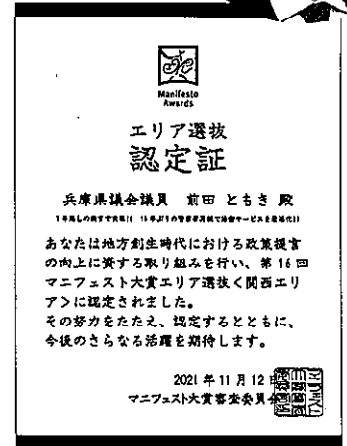 Manifesto
Awards
エリア選抜
認定証
兵庫県議会議員 前田 ともき 殿
あなたは地方創生時代における政策提言
の向上に資する取り組みを行い、第16回
マニフェスト大賞エリア選抜<関西エリ
ア>に認定されました。
その努力をたたえ、認定するとともに、
今後のさらなる活躍を期待します。
2021年11月12
マニフェスト大賞審査委員会